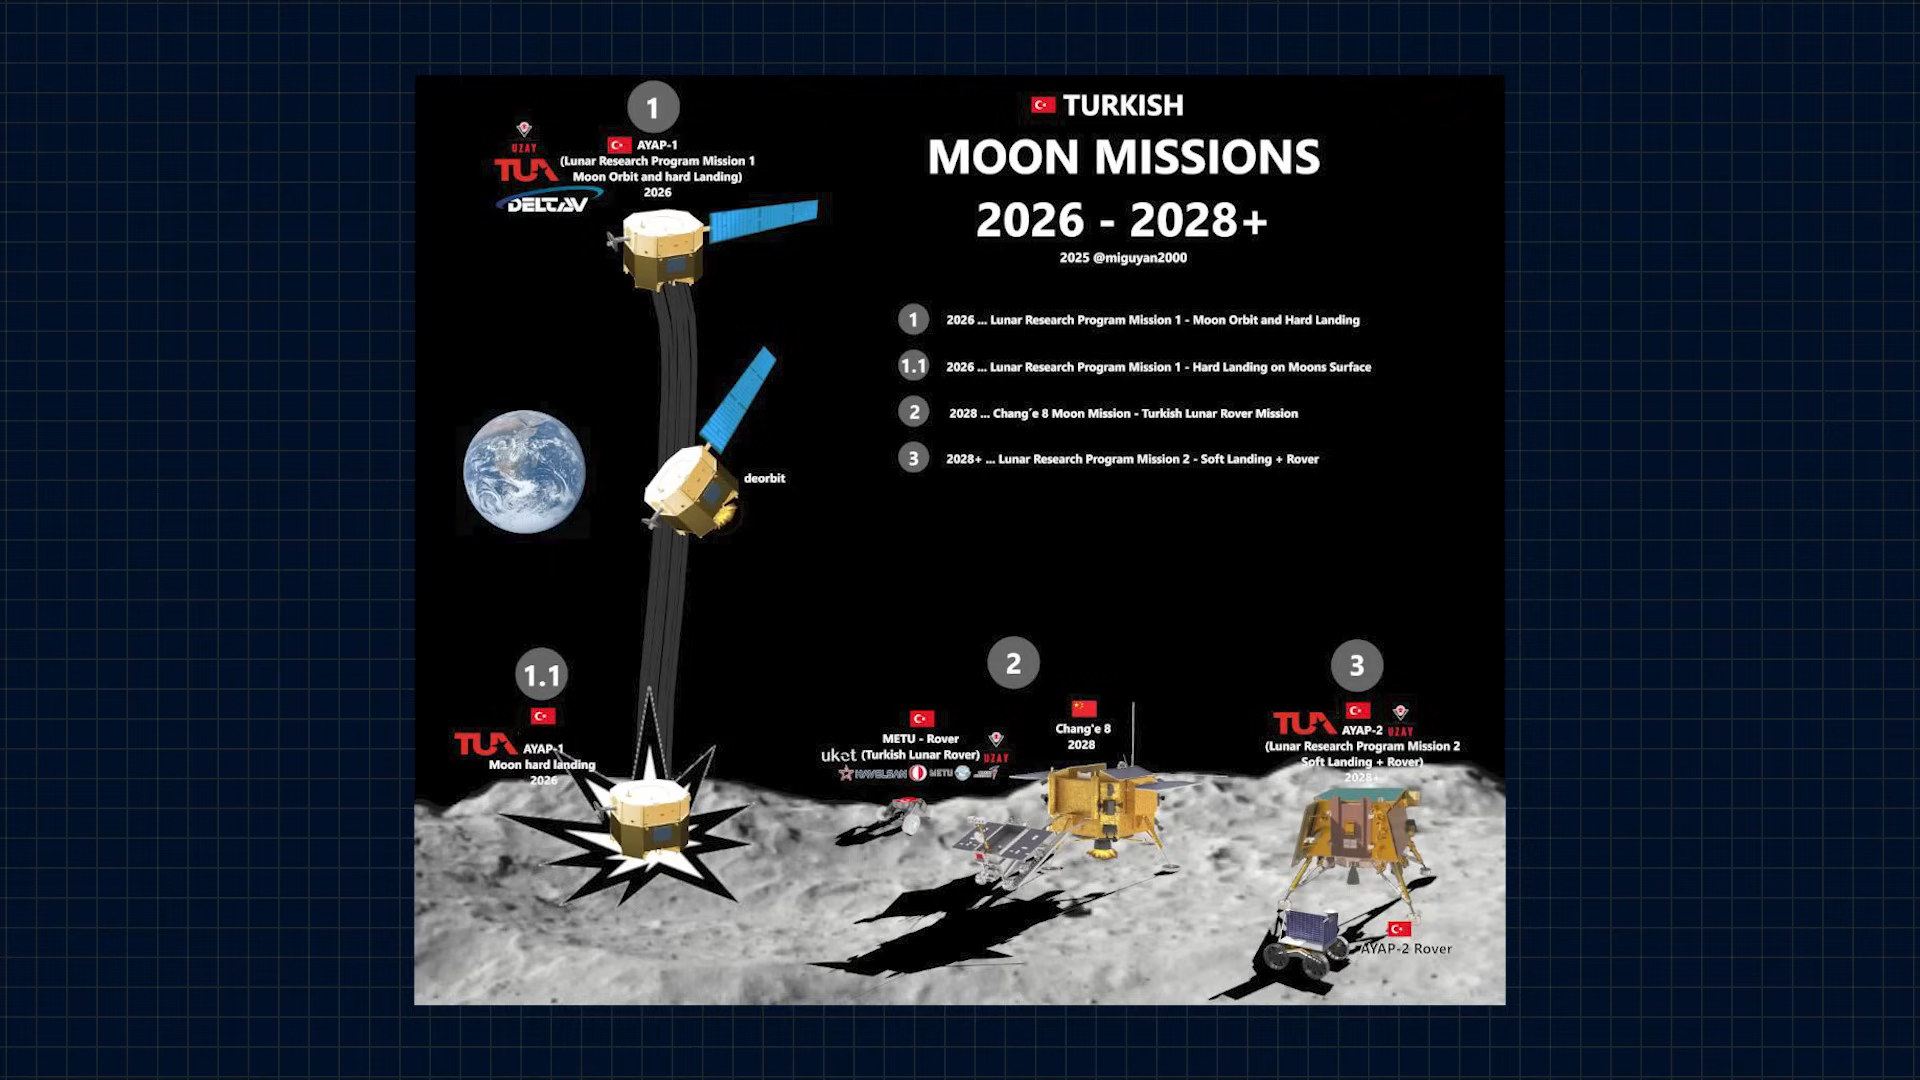 1
UZAY
TUA
DELTAV
AYAP-1
(Lunar Research Program Mission 1
Moon Orbit and hard Landing)
2026
TURKISH
MOON MISSIONS
2026 - 2028+
2025 @miguyan2000
1 2026 ... Lunar Research Program Mission 1 - Moon Orbit and Hard Landing
1.1 2026 ... Lunar Research Program Mission 1 - Hard Landing on Moons Surface
2 2028 ... Chang´e 8 Moon Mission - Turkish Lunar Rover Mission
3 2028+ ... Lunar Research Program Mission 2 - Soft Landing + Rover
deorbit
1.1
TUA AYAP-1
Moon hard landing
2026
2
METU - Rover
uket (Turkish Lunar Rover) UZAY
HAVELSAN METU
Chang'e 8
2028
3
TUA AYAP-2 UZAY
(Lunar Research Program Mission 2
Soft Landing + Rover)
2028+
AYAP-2 Rover